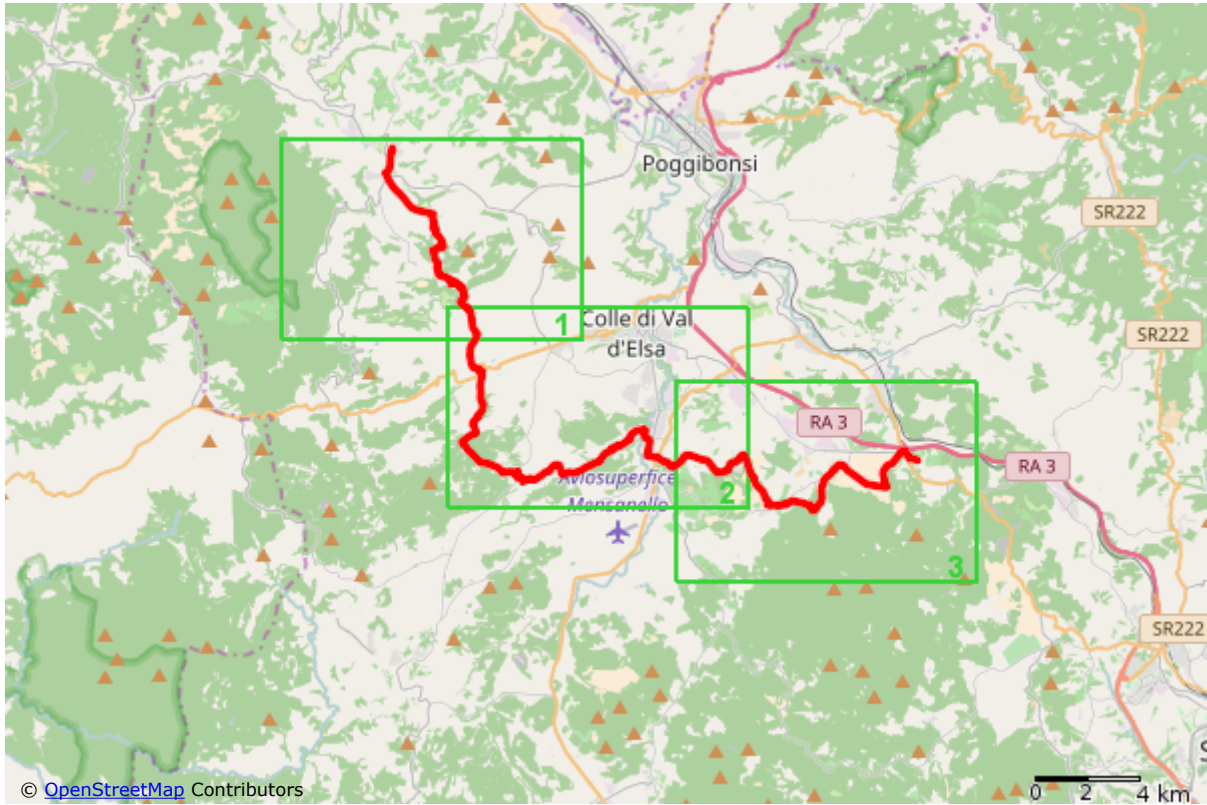 Poggibonsi
SR222
1
Colle di Val
d'Elsa
SR222
RA 3
RA 3
Aviosuperfice
Mensanello
2
3
SR222
S
0 2 4 km
© OpenStreetMap Contributors